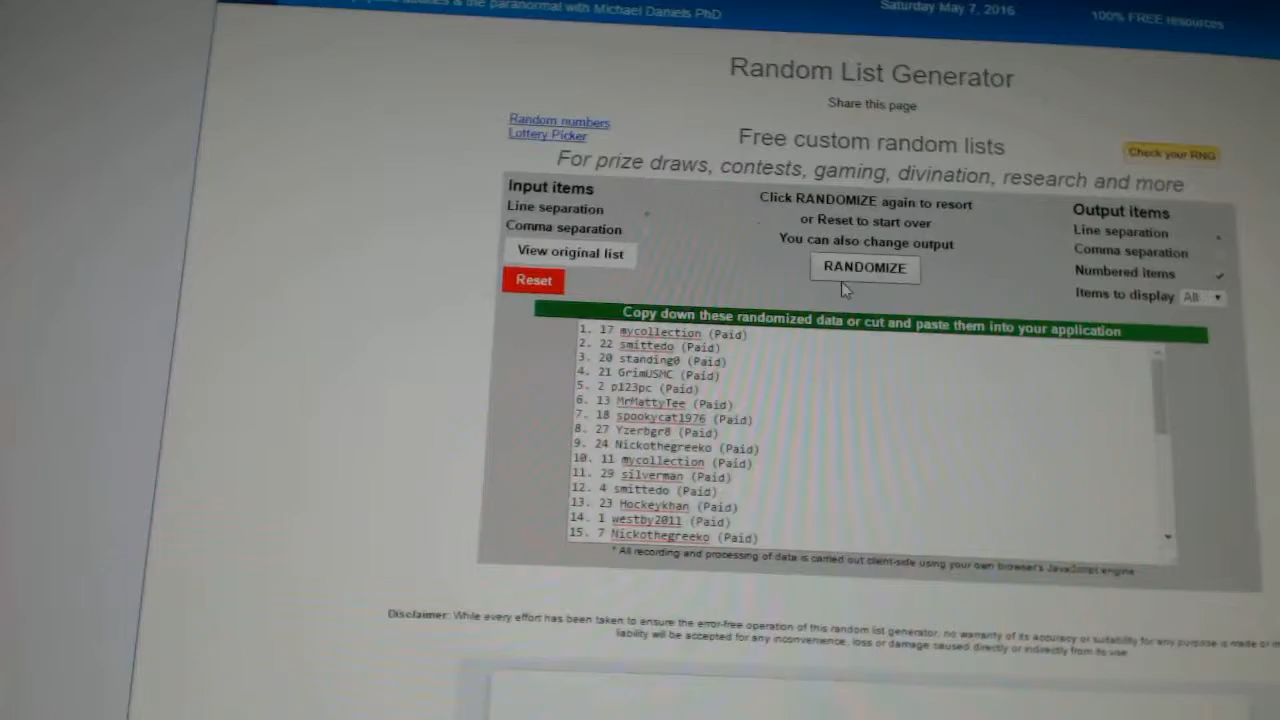 & the paranormal with Michael Daniels PhD
Saturday May 7, 2016
100% FREE resources
Random List Generator
Share this page
Random numbers
Lottery Picker
Free custom random lists
Check your RNG
For prize draws, contests, gaming, divination, research and more
Input items
Line separation
Comma separation
View original list
Reset
Click RANDOMIZE again to resort
or Reset to start over
You can also change output
RANDOMIZE
Output items
Line separation
Comma separation
Numbered items
Items to display All
Copy down these randomized data or cut and paste them into your application
1. 17 mycollection (Paid)
2. 22 smittedo (Paid)
3. 20 standing0 (Paid)
4. 21 GrimUSMC (Paid)
5. 2 p123pc (Paid)
6. 13 MrMattyTee (Paid)
7. 18 spookycat1976 (Paid)
8. 27 Yzerbgr8 (Paid)
9. 24 Nickothegreeko (Paid)
10. 11 mycollection (Paid)
11. 29 silverman (Paid)
12. 4 smittedo (Paid)
13. 23 Hockeykhan (Paid)
14. 1 westby2011 (Paid)
15. 7 Nickothegreeko (Paid)
* All recording and processing of data is carried out client-side using your own browser's JavaScript engine
Disclaimer: While every effort has been taken to ensure the error-free operation of this random list generator, no warranty of its accuracy or suitability for any purpose is made or
liability will be accepted for any inconvenience, loss or damage caused directly or indirectly from its use